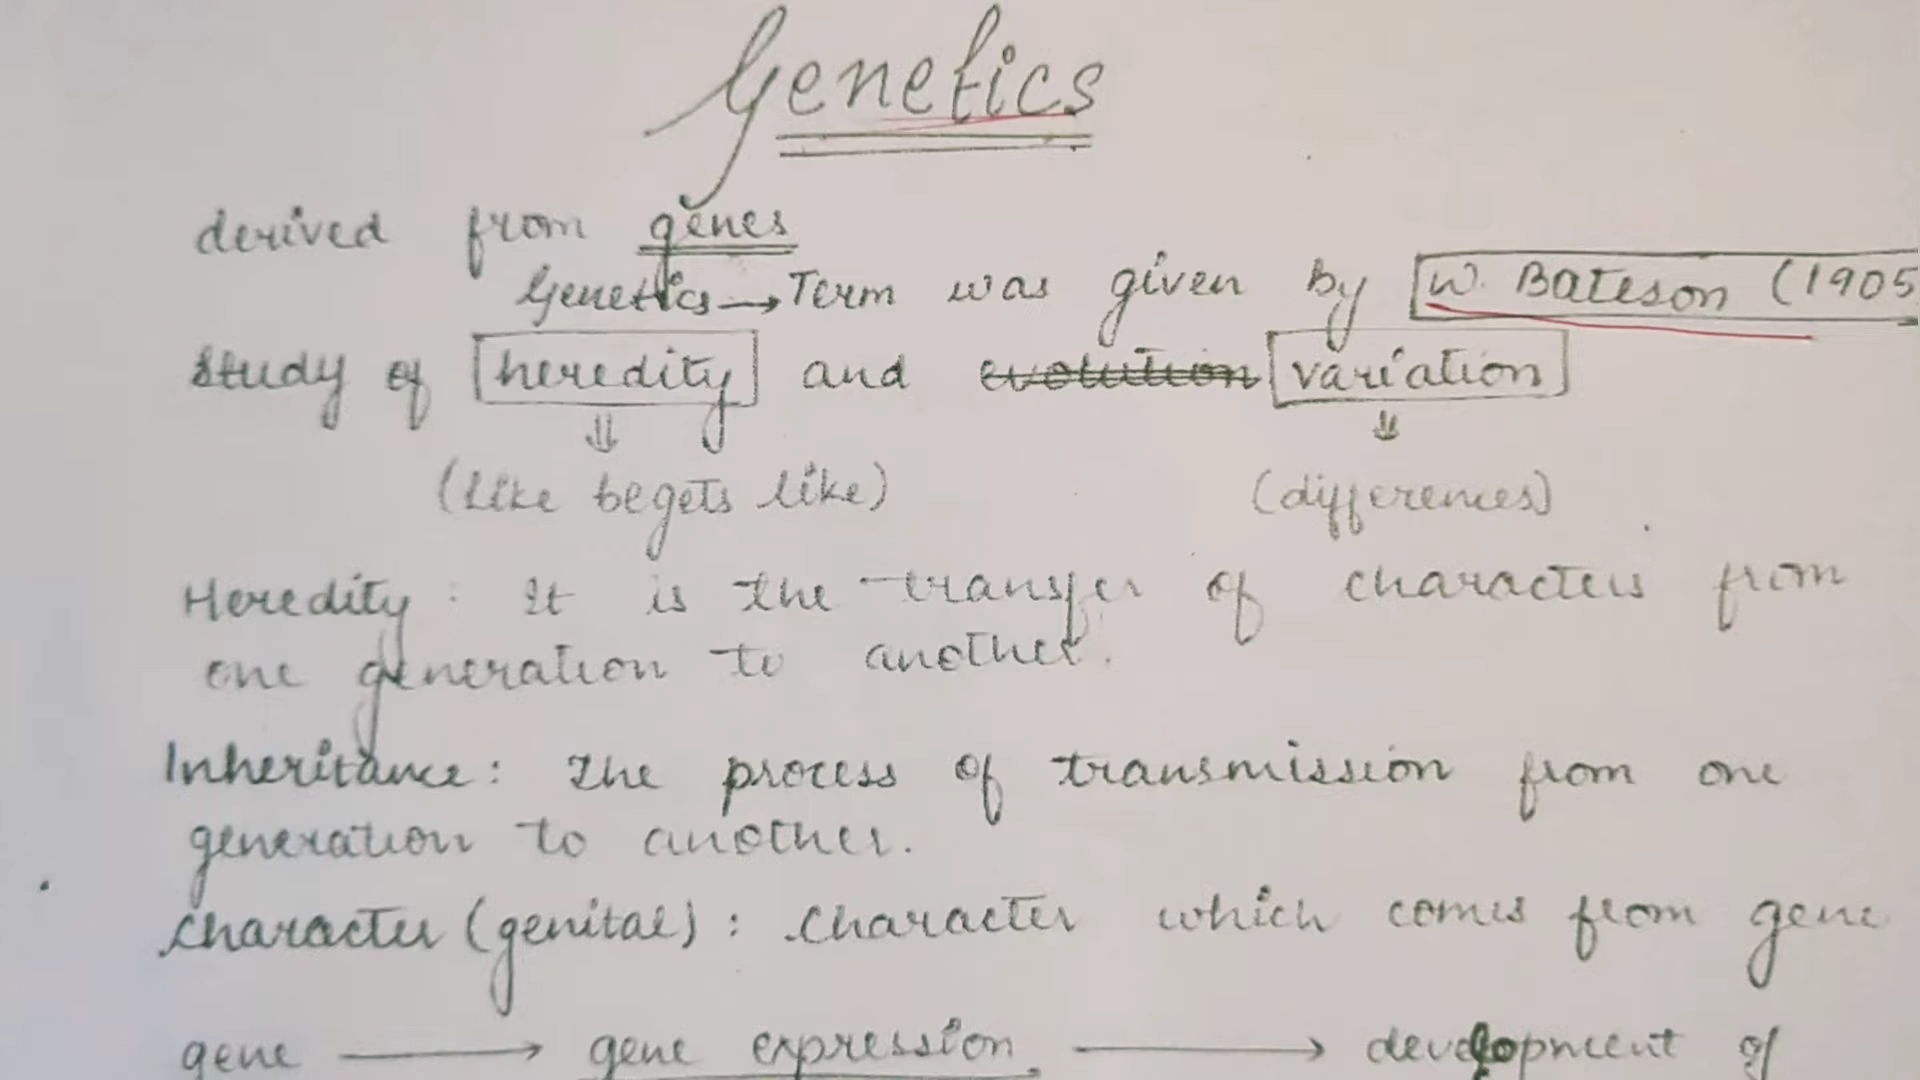 Genetics
derived from genes
Genetics → Term was given by W. Bateson (1905
Study of heredity and evolution variation
⇓ ⇓
(Like begets like) (differences)
Heredity : It is the transfer of characters from
one generation to another.
Inheritance : The process of transmission from one
generation to another.
Character (genital) : Character which comes from gene
gene → gene expression → development of